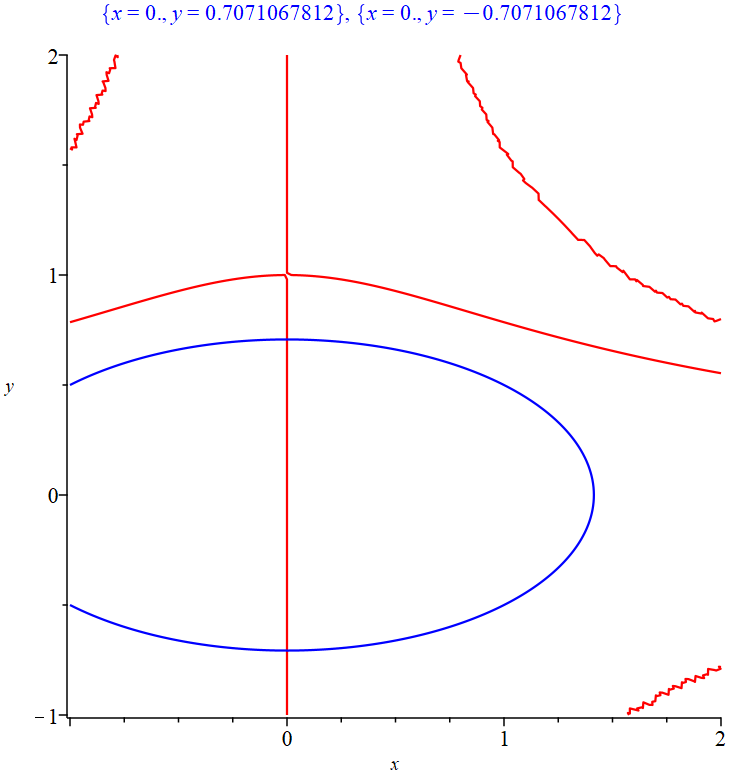 {x = 0., y = 0.7071067812}, {x = 0., y = −0.7071067812}
2
1
y
0
−1
0 1 2
x